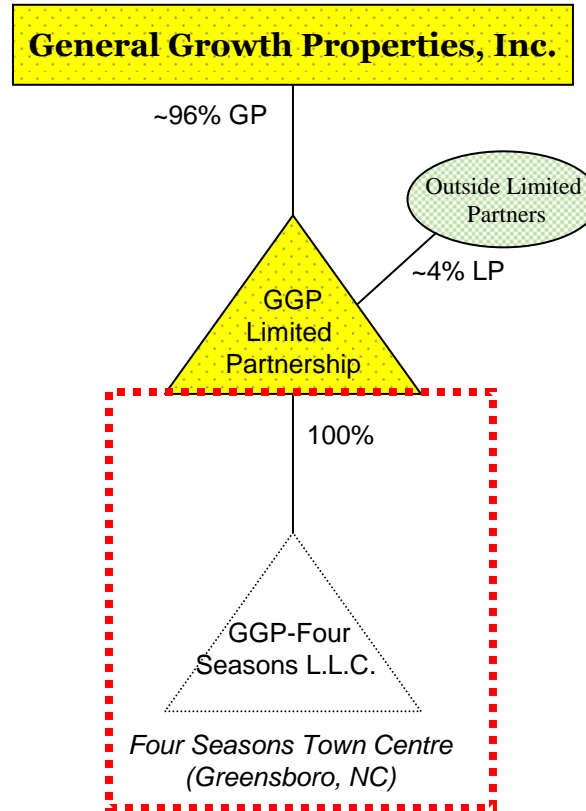 General Growth Properties, Inc.
~96% GP
Outside Limited
Partners
~4% LP
GGP
Limited
Partnership
100%
GGP-Four
Seasons L.L.C.
Four Seasons Town Centre
(Greensboro, NC)